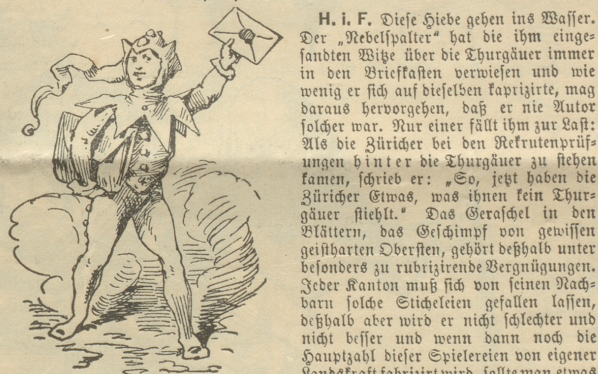 H. i. F. Diese Hiebe gehen ins Wasser.
Der „Nebelspalter“ hat die ihm einge-
sandten Witze über die Thurgäuer immer
in den Briefkasten verwiesen und wie
wenig er sich auf dieselben kaprizirte, mag
daraus hervorgehen, daß er nie Autor
solcher war. Nur einer fällt ihm zur Last:
Als die Züricher bei den Rekrutenprüf-
ungen hinter die Thurgäuer zu stehen
kamen, schrieb er: „So, jetzt haben die
Züricher Etwas, was ihnen kein Thur-
gäuer stiehlt.“ Das Geraschel in den
Blättern, das Geschimpf von gewissen
geistharten Obersten, gehört deßhalb unter
besonders zu rubrizirende Vergnügungen.
Jeder Kanton muß sich von seinen Nach-
barn solche Sticheleien gefallen lassen,
deßhalb aber wird er nicht schlechter und
nicht besser und wenn dann noch die
Hauptzahl dieser Spielereien von eigener
Landskraft fabrizirt wird, sollte man etwas